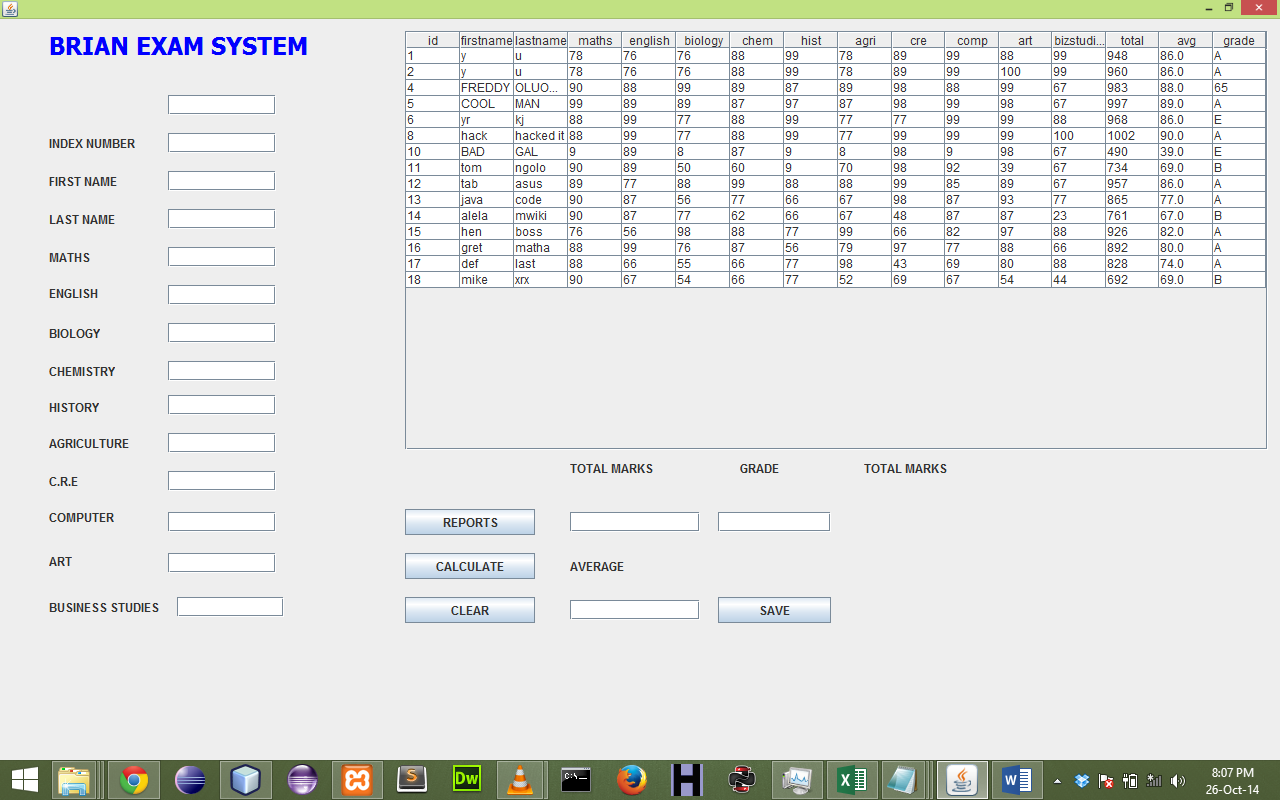 BRIAN EXAM SYSTEM
INDEX NUMBER
FIRST NAME
LAST NAME
MATHS
ENGLISH
BIOLOGY
CHEMISTRY
HISTORY
AGRICULTURE
C.R.E
COMPUTER
ART
BUSINESS STUDIES
id firstname lastname maths english biology chem hist agri cre comp art bizstudi... total avg grade
1 y u 78 76 76 88 99 78 89 99 88 99 948 86.0 A
2 y u 78 76 76 88 99 78 89 99 100 99 960 86.0 A
4 FREDDY OLUO... 90 88 99 89 87 89 98 88 99 67 983 88.0 65
5 COOL MAN 99 89 89 87 97 87 98 99 98 67 997 89.0 A
6 yr kj 88 99 77 88 99 77 77 99 99 88 968 86.0 E
8 hack hacked it 88 99 77 88 99 77 99 99 99 100 1002 90.0 A
10 BAD GAL 9 89 8 87 9 8 98 9 98 67 490 39.0 E
11 tom ngolo 90 89 50 60 9 70 98 92 39 67 734 69.0 B
12 tab asus 89 77 88 99 88 88 99 85 89 67 957 86.0 A
13 java code 90 87 56 77 66 67 98 87 93 77 865 77.0 A
14 alela mwiki 90 87 77 62 66 67 48 87 87 23 761 67.0 B
15 hen boss 76 56 98 88 77 99 66 82 97 88 926 82.0 A
16 gret matha 88 99 76 87 56 79 97 77 88 66 892 80.0 A
17 def last 88 66 55 66 77 98 43 69 80 88 828 74.0 A
18 mike xrx 90 67 54 66 77 52 69 67 54 44 692 69.0 B
TOTAL MARKS GRADE TOTAL MARKS
REPORTS
CALCULATE AVERAGE
CLEAR SAVE
8:07 PM
26-Oct-14